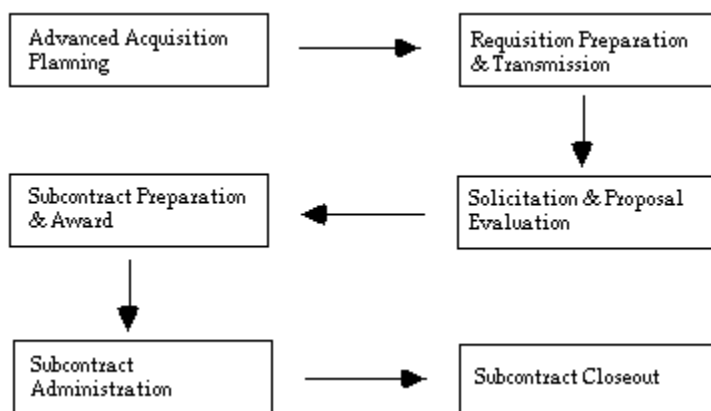 Advanced Acquisition
Planning
Requisition Preparation
& Transmission
Solicitation & Proposal
Evaluation
Subcontract Preparation
& Award
Subcontract
Administration
Subcontract Closeout